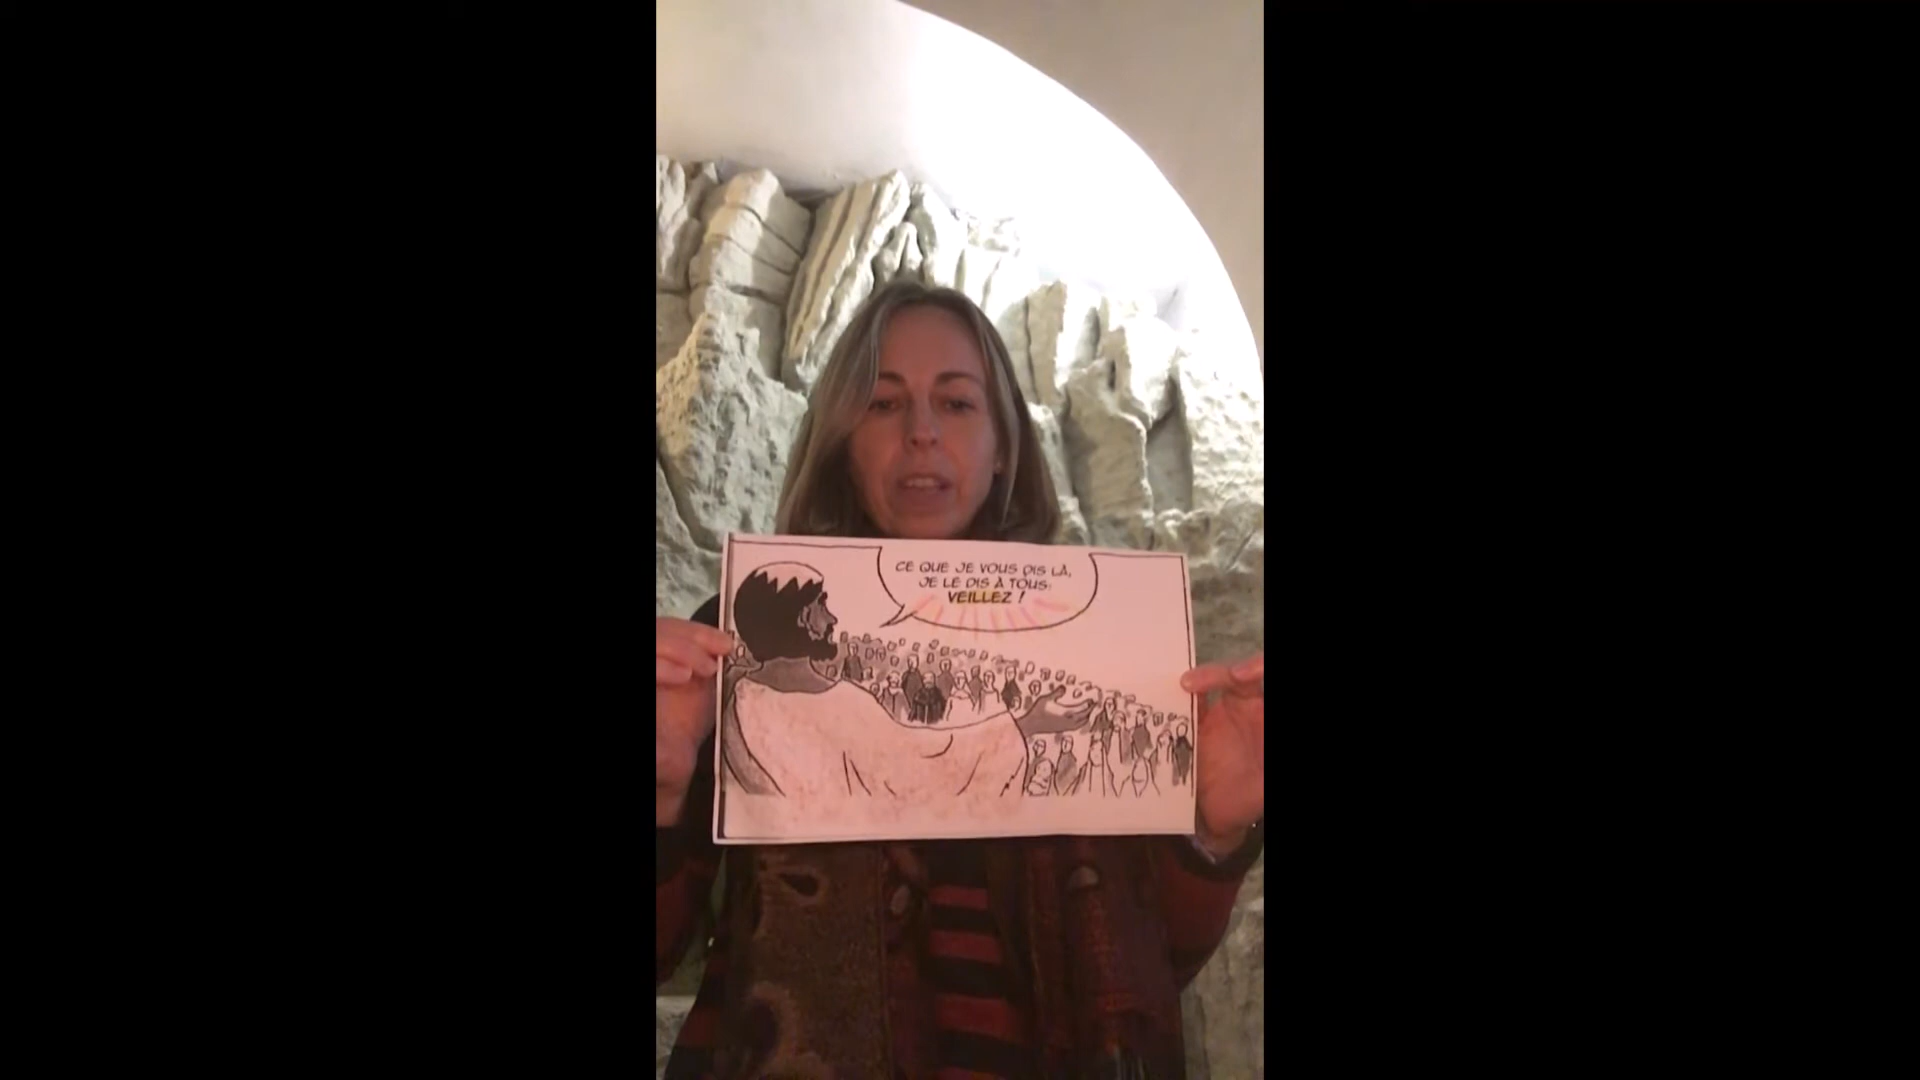 CE QUE JE VOUS DIS LÀ,
JE LE DIS À TOUS:
VEILLEZ !